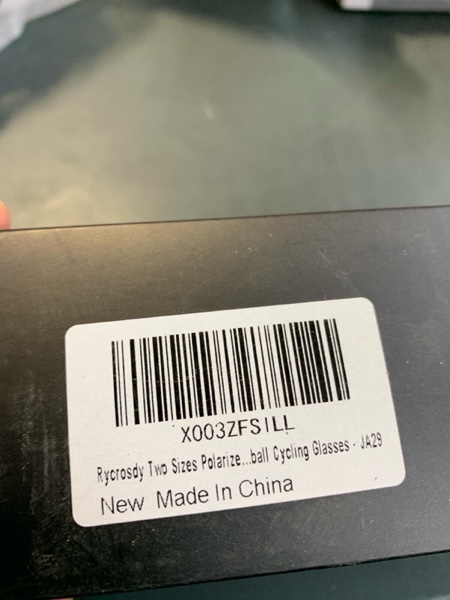 X003ZFSILL
Rycrosdy Two Sizes Polarize...ball Cycling Glasses - JA29
New Made In China